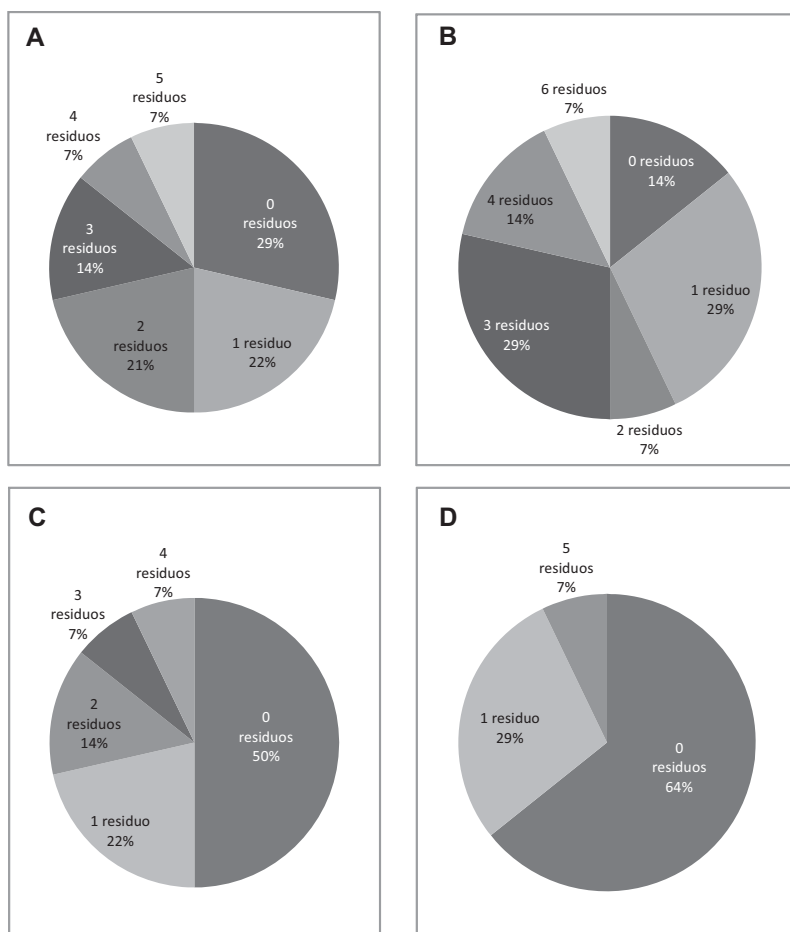 A
5
residuos
7%
4
residuos
7%
0
residuos
29%
3
residuos
14%
2
residuos
21%
1 residuo
22%
B
6 residuos
7%
0 residuos
14%
4 residuos
14%
1 residuo
29%
3 residuos
29%
2 residuos
7%
C
4
residuos
7%
3
residuos
7%
2
residuos
14%
0
residuos
50%
1 residuo
22%
D
5
residuos
7%
1 residuo
29%
0
residuos
64%